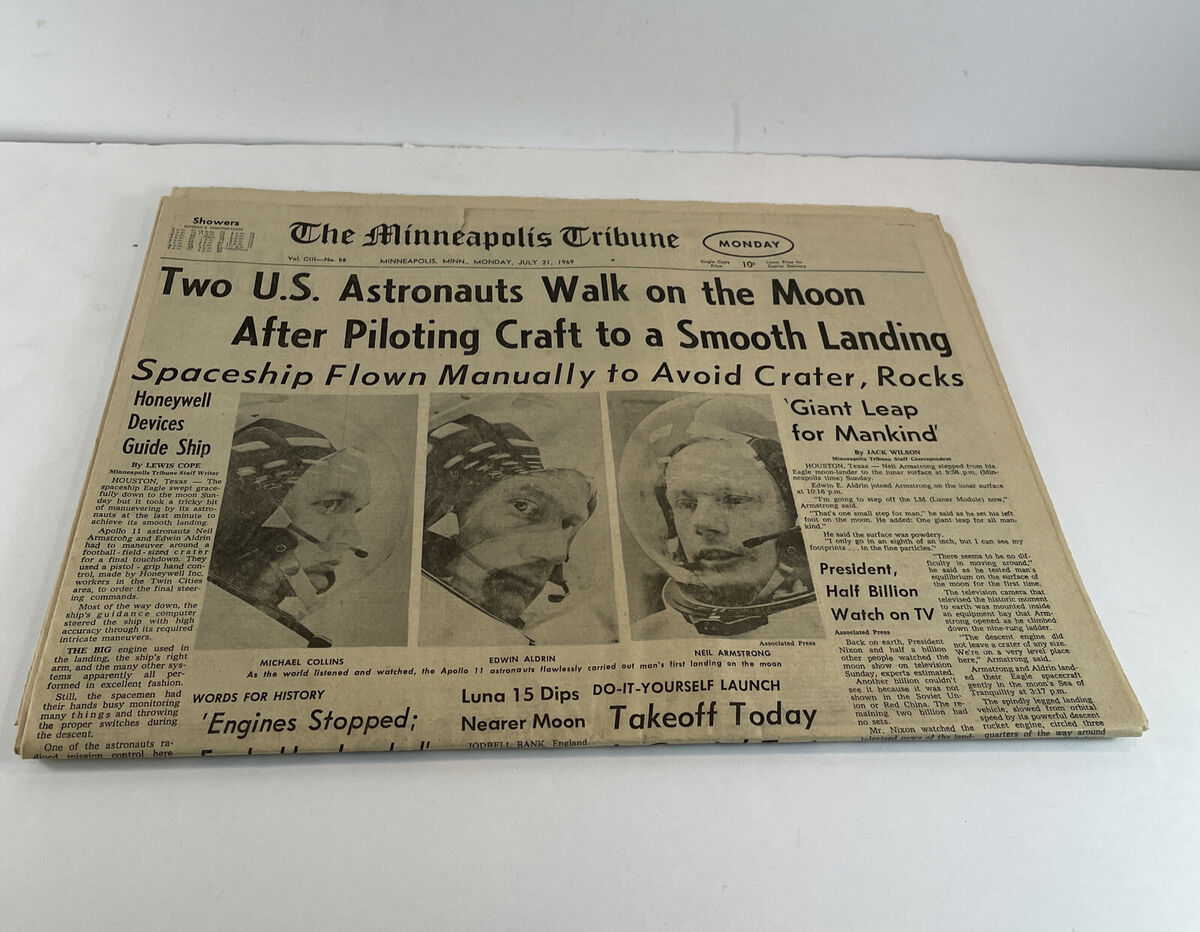 Showers
The Minneapolis Tribune
MONDAY
Vol. CIII—No. 58
MINNEAPOLIS, MINN., MONDAY, JULY 21, 1969
Single Copy Price 10¢ Lower Price for Carrier Delivery
Two U.S. Astronauts Walk on the Moon
After Piloting Craft to a Smooth Landing
Spaceship Flown Manually to Avoid Crater, Rocks
Honeywell
Devices
Guide Ship
By LEWIS COPE
Minneapolis Tribune Staff Writer
HOUSTON, Texas — The
spaceship Eagle swept grace-
fully down to the moon Sun-
day but it took a tricky bit
of maneuvering by its astro-
nauts at the last minute to
achieve its smooth landing.
Apollo 11 astronauts Neil
Armstrong and Edwin Aldrin
had to maneuver around a
football-field-sized crater
for a final touchdown. They
used a pistol-grip hand con-
trol, made by Honeywell Inc.
workers in the Twin Cities
area, to order the final steer-
ing commands.
Most of the way down, the
ship's guidance computer
steered the ship with high
accuracy through its required
intricate maneuvers.
THE BIG engine used in
the landing, the ship's right
arm, and the many other sys-
tems apparently all per-
formed in excellent fashion.
Still, the spacemen had
their hands busy monitoring
many things and throwing
the proper switches during
the descent.
One of the astronauts ra-
dioed mission control here
MICHAEL COLLINS
EDWIN ALDRIN
NEIL ARMSTRONG
Associated Press
As the world listened and watched, the Apollo 11 astronauts flawlessly carried out man's first landing on the moon
WORDS FOR HISTORY
'Engines Stopped;
Luna 15 Dips
Nearer Moon
JODRELL BANK, England
DO-IT-YOURSELF LAUNCH
Takeoff Today
'Giant Leap
for Mankind'
By JACK WILSON
Minneapolis Tribune Staff Correspondent
HOUSTON, Texas — Neil Armstrong stepped from his
Eagle moon-lander to the lunar surface at 9:56 p.m. (Min-
neapolis time) Sunday.
Edwin E. Aldrin joined Armstrong on the lunar surface
at 10:16 p.m.
"I'm going to step off the LM (Lunar Module) now,"
Armstrong said.
"That's one small step for man," he said as he set his left
foot on the moon. He added: One giant leap for all man-
kind."
He said the surface was powdery.
"I only go in an eighth of an inch, but I can see my
footprints . . . in the fine particles."
President,
Half Billion
Watch on TV
Associated Press
Back on earth, President
Nixon and half a billion
other people watched the
moon show on television
Sunday, experts estimated.
Another billion couldn't
see it because it was not
shown in the Soviet Un-
ion or Red China. The re-
maining two billion had
no sets.
Mr. Nixon watched the
televised news of the land-
"There seems to be no dif-
ficulty in moving around,"
he said as he tested man's
equilibrium on the surface of
the moon for the first time.
The television camera that
televised the historic moment
to earth was mounted inside
an equipment bay that Arm-
strong opened as he climbed
down the nine-rung ladder.
"The descent engine did
not leave a crater of any size.
We're on a very level place
here," Armstrong said.
Armstrong and Aldrin land-
ed their Eagle spacecraft
gently in the moon's Sea of
Tranquility at 3:17 p.m.
The spindly legged landing
vehicle, slowed from orbital
speed by its powerful descent
rocket engine, circled three
quarters of the way around